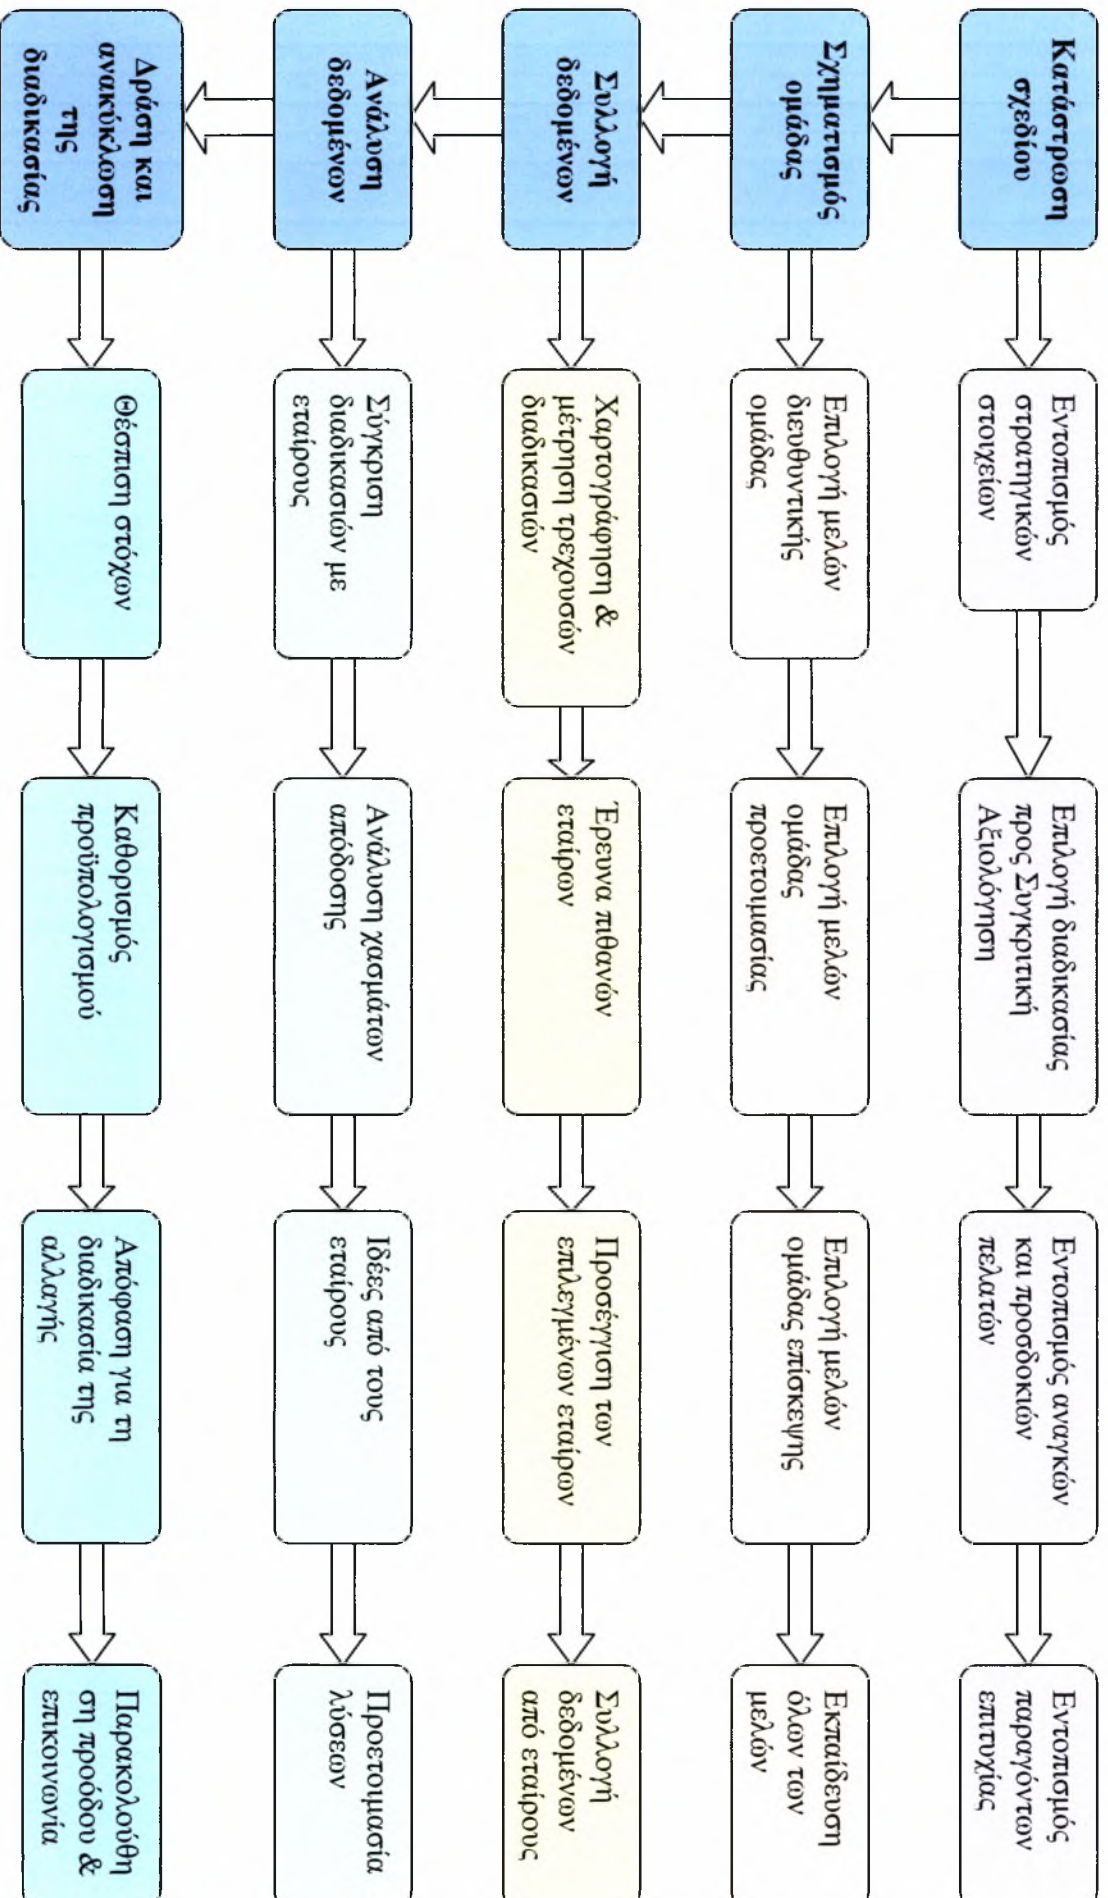 Κατάστρωση
σχεδίου
Εντοπισμός
στρατηγικών
στοιχείων
Επιλογή διαδικασίας
προς Συγκριτική
Αξιολόγηση
Εντοπισμός αναγκών
και προσδοκιών
πελατών
Εντοπισμός
παραγόντων
επιτυχίας
Σχηματισμός
ομάδας
Επιλογή μελών
διευθυντικής
ομάδας
Επιλογή μελών
ομάδας
προετοιμασίας
Επιλογή μελών
ομάδας επίσκεψης
Εκπαίδευση
όλων των
μελών
Συλλογή
δεδομένων
Χαρτογράφηση &
μέτρηση τρεχουσών
διαδικασιών
Έρευνα πιθανών
εταίρων
Προσέγγιση των
επιλεγμένων εταίρων
Συλλογή
δεδομένων
από εταίρους
Ανάλυση
δεδομένων
Σύγκριση
διαδικασιών με
εταίρους
Ανάλυση χασμάτων
απόδοσης
Ιδέες από τους
εταίρους
Προετοιμασία
λύσεων
Δράση και
ανακύκλωση
της
διαδικασίας
Θέσπιση στόχων
Καθορισμός
προϋπολογισμού
Απόφαση για τη
διαδικασία της
αλλαγής
Παρακολούθη
ση προόδου &
επικοινωνία